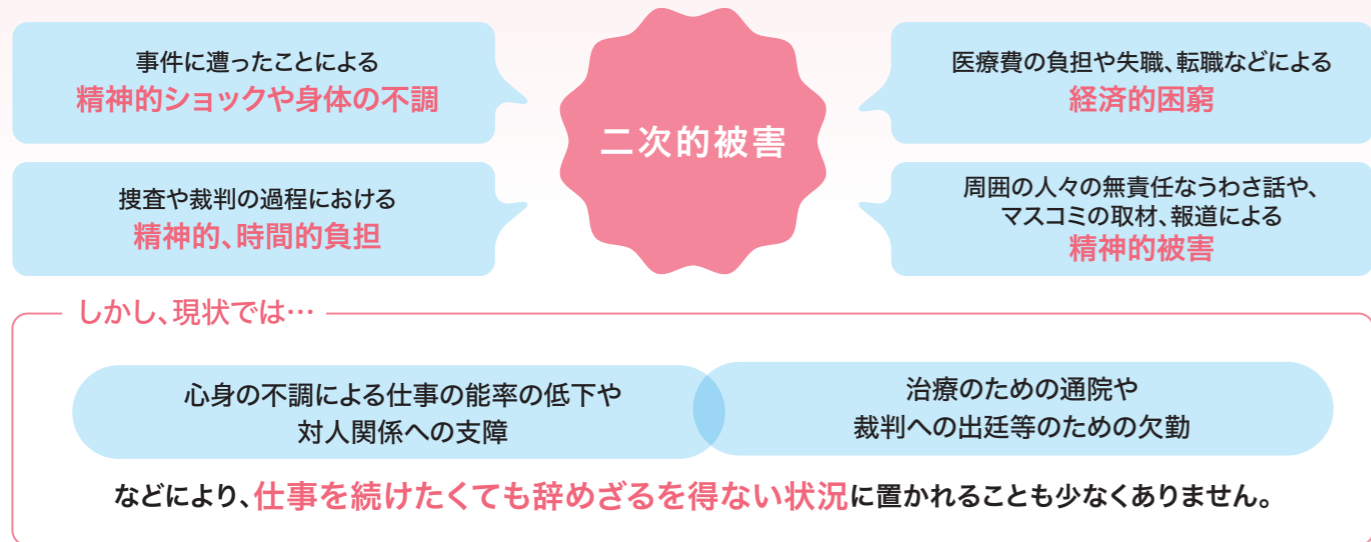 事件に遭ったことによる
精神的ショックや身体の不調
捜査や裁判の過程における
精神的、時間的負担
二次的被害
医療費の負担や失職、転職などによる
経済的困窮
周囲の人々の無責任なうわさ話や、
マスコミの取材、報道による
精神的被害
しかし、現状では…
心身の不調による仕事の能率の低下や
対人関係への支障
治療のための通院や
裁判への出廷等のための欠勤
などにより、仕事を続けたくても辞めざるを得ない状況に置かれることも少なくありません。